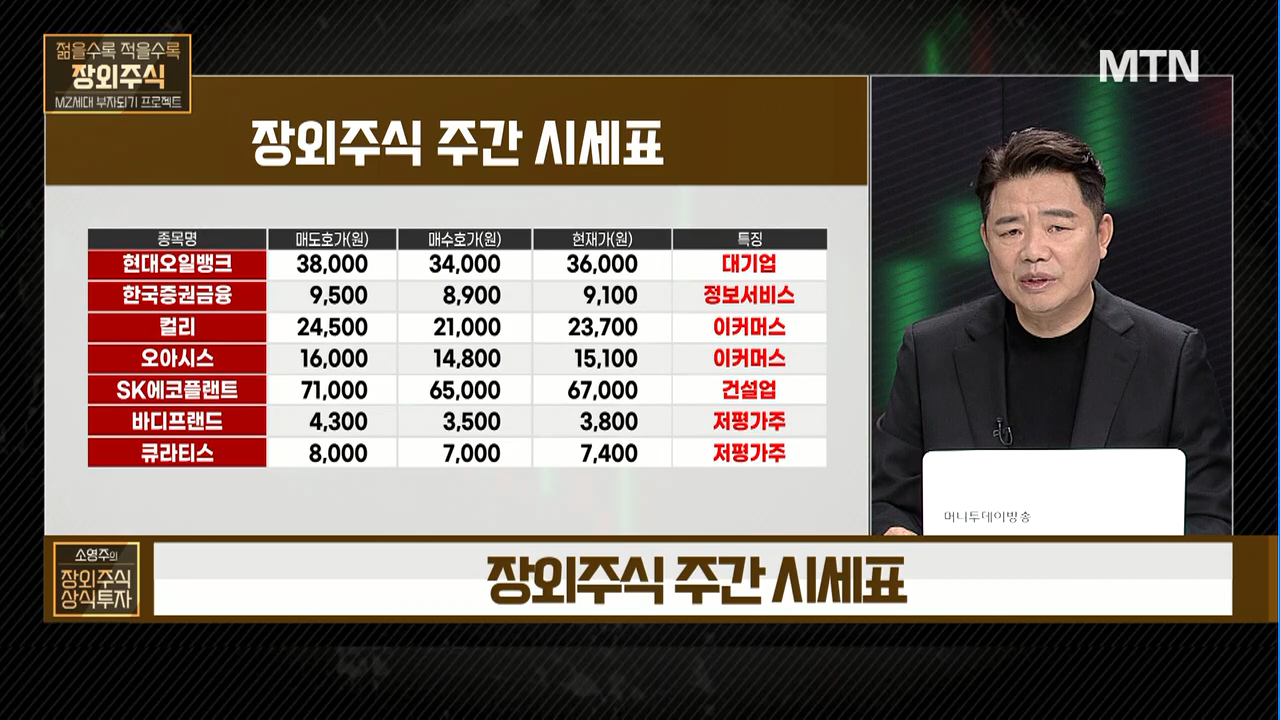 젊을수록 적을수록
장외주식
MZ세대 부자되기 프로젝트
MTN
장외주식 주간 시세표
종목명 매도호가(원) 매수호가(원) 현재가(원) 특징
현대오일뱅크 38,000 34,000 36,000 대기업
한국증권금융 9,500 8,900 9,100 정보서비스
컬리 24,500 21,000 23,700 이커머스
오아시스 16,000 14,800 15,100 이커머스
SK에코플랜트 71,000 65,000 67,000 건설업
바디프랜드 4,300 3,500 3,800 저평가주
큐라티스 8,000 7,000 7,400 저평가주
머니투데이방송
소영주의
장외주식
상식투자
장외주식 주간 시세표